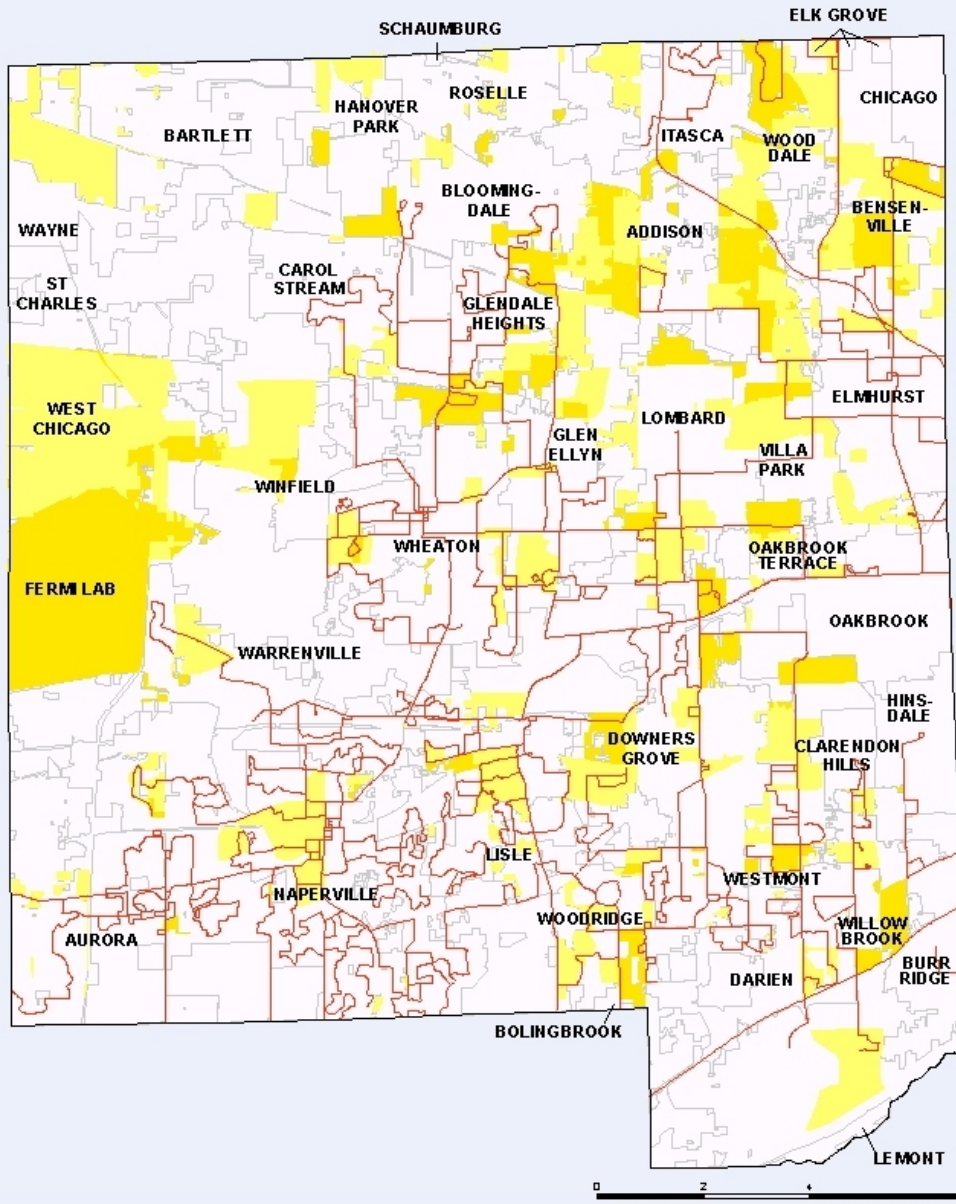 ELK GROVE
SCHAUMBURG
ROSELLE
CHICAGO
HANOVER
PARK
BARTLETT
ITASCA
WOOD
DALE
BLOOMING-
DALE
BENSEN-
VILLE
WAYNE
ADDISON
ST
CHARLES
CAROL
STREAM
GLENDALE
HEIGHTS
ELMHURST
WEST
CHICAGO
LOMBARD
GLEN
ELLYN
VILLA
PARK
WINFIELD
WHEATON
OAKBROOK
TERRACE
FERMI LAB
OAKBROOK
WARRENVILLE
HINS-
DALE
DOWNERS
GROVE
CLARENDON
HILLS
LISLE
WESTMONT
NAPERVILLE
WOODRIDGE
WILLOW
BROOK
AURORA
BURR
RIDGE
DARIEN
BOLINGBROOK
LEMONT
0 2 4